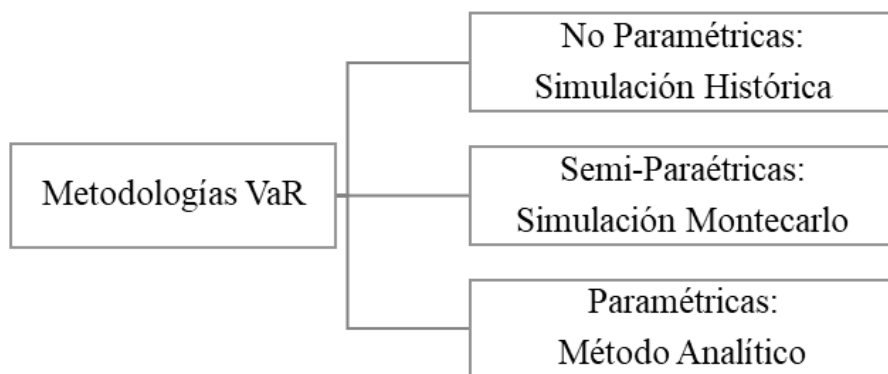 No Paramétricas:
Simulación Histórica
Metodologías VaR
Semi-Paraétricas:
Simulación Montecarlo
Paramétricas:
Método Analítico